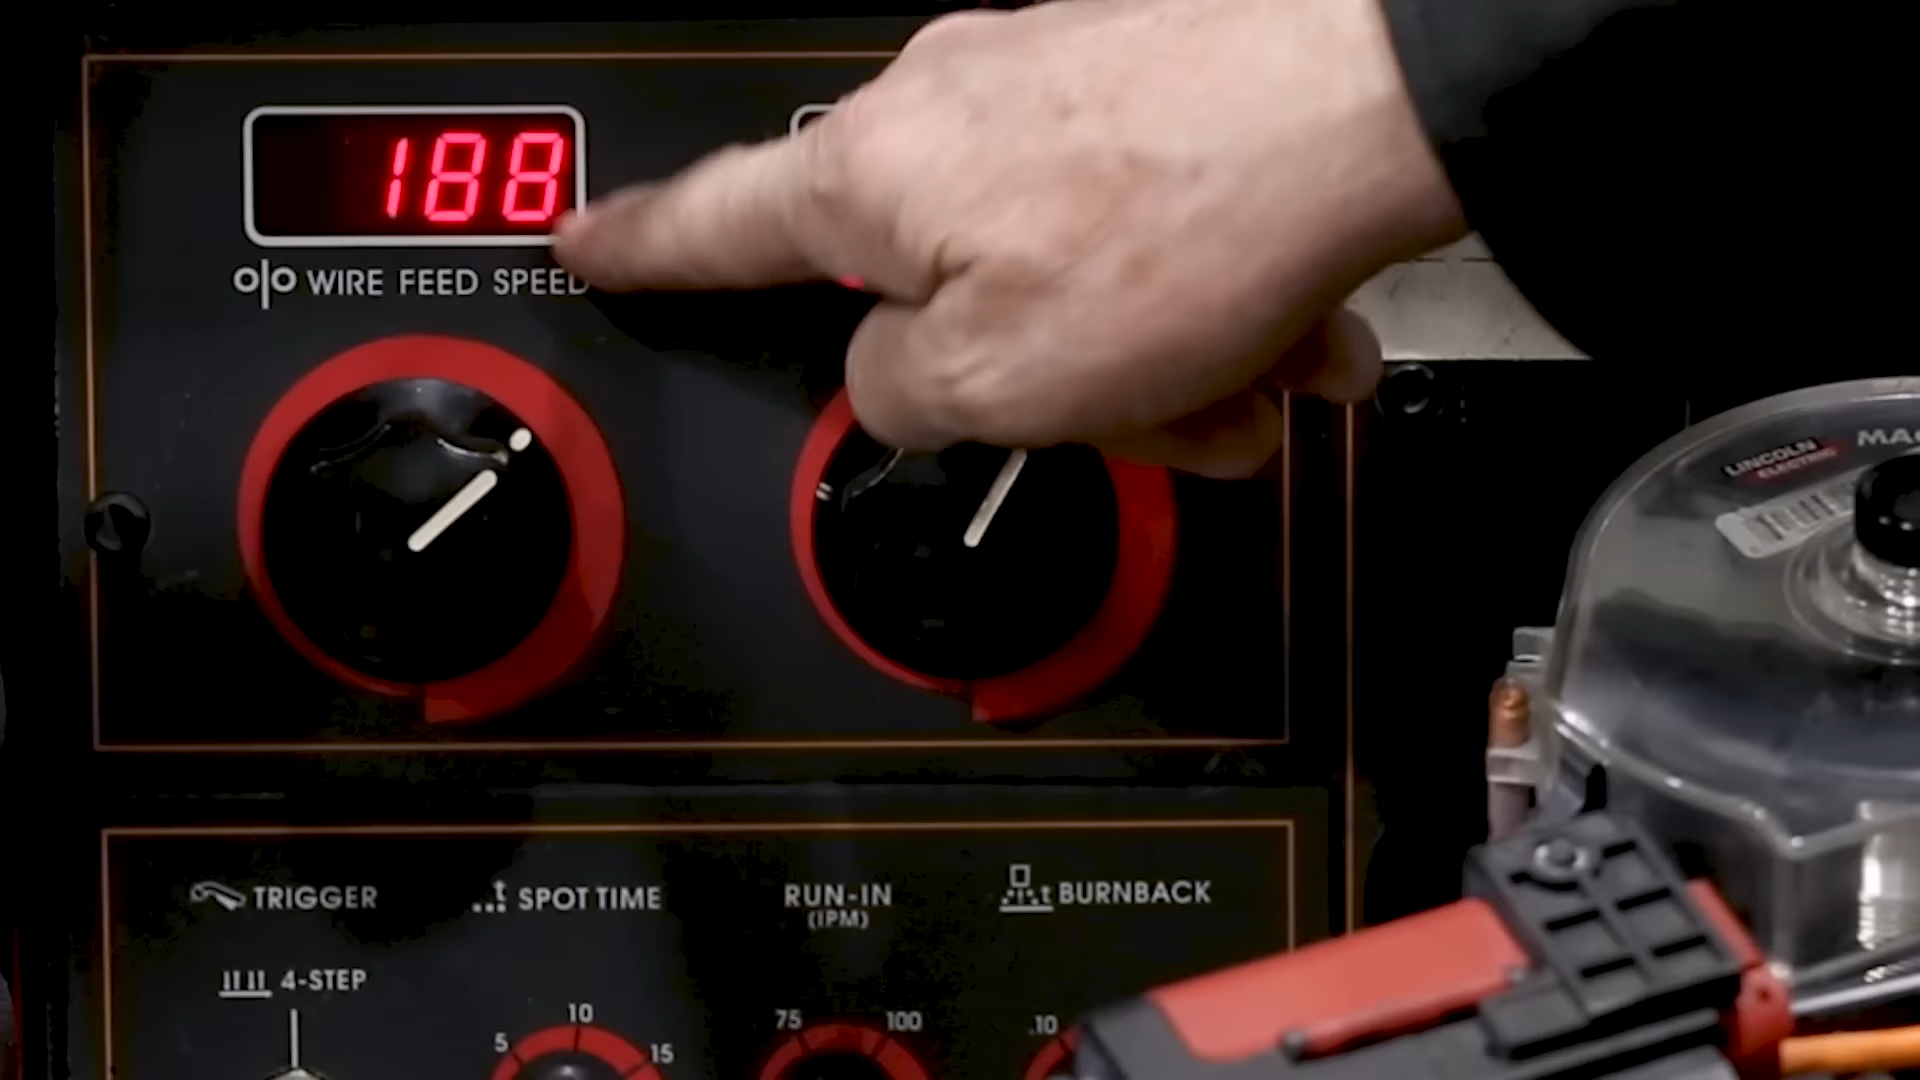 188
WIRE FEED SPEED
LINCOLN
ELECTRIC
TRIGGER
t SPOT TIME
RUN-IN
(IPM)
t BURNBACK
4-STEP
5
10
15
75
100
.10